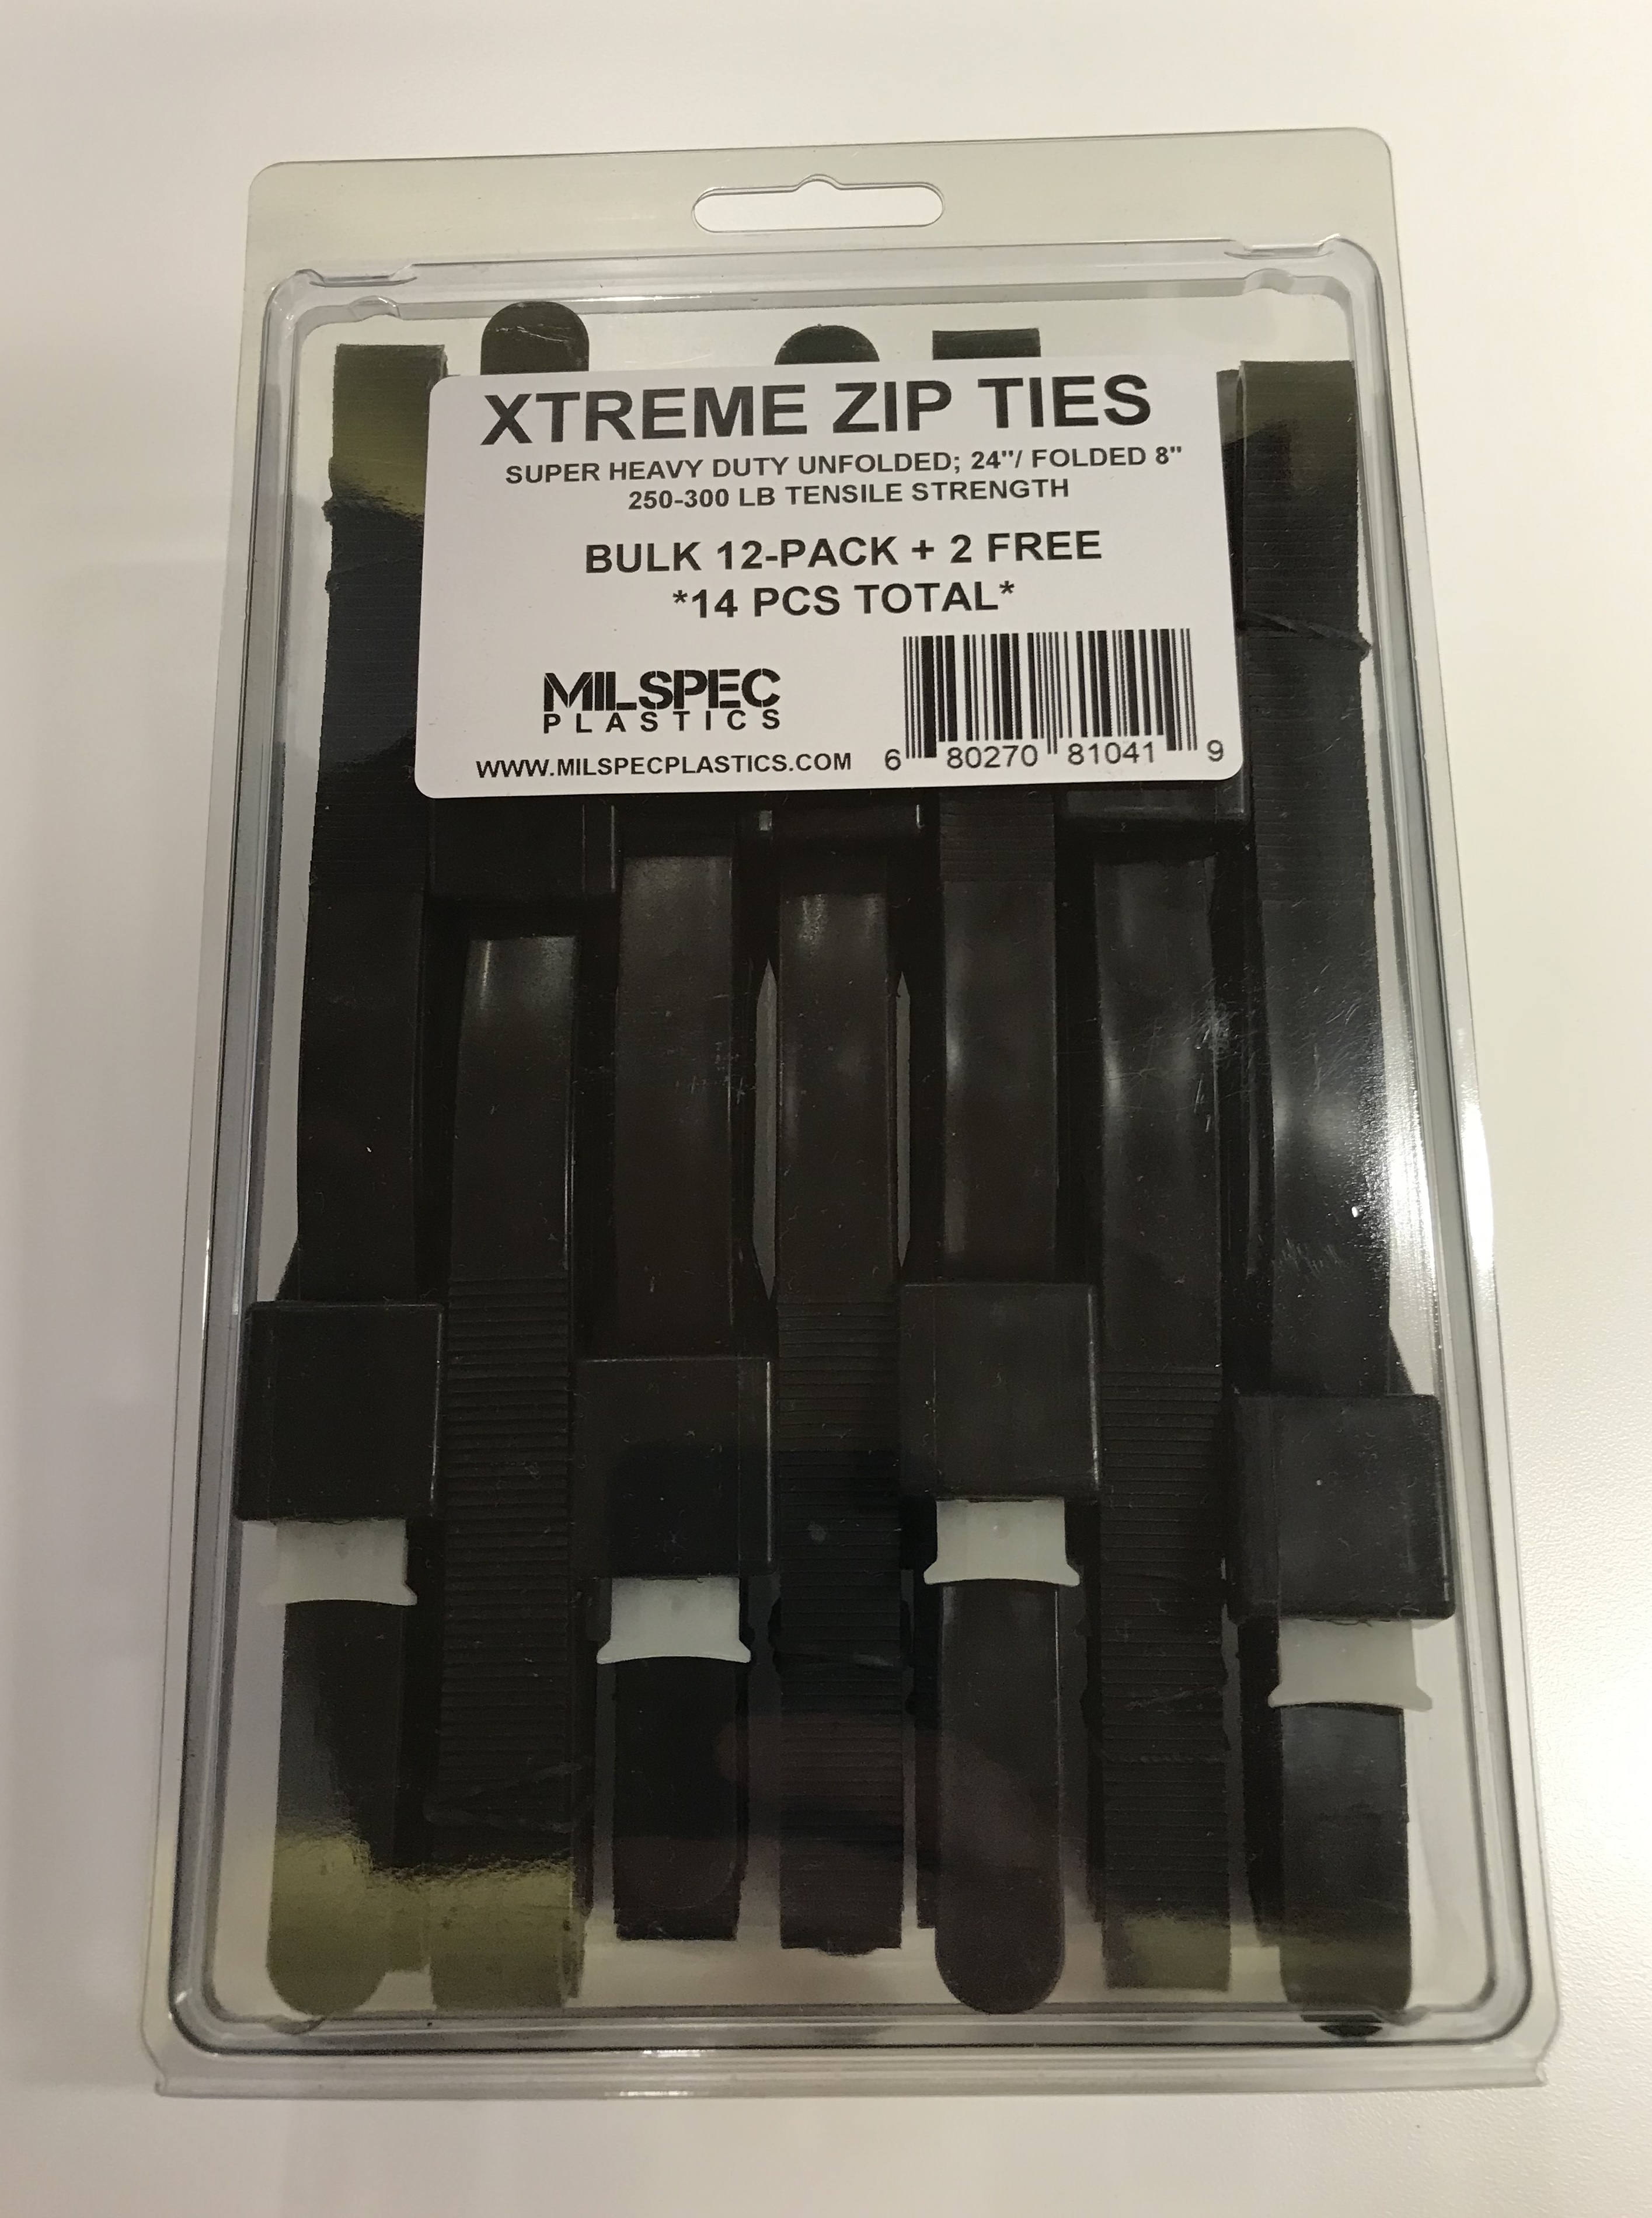 XTREME ZIP TIES
SUPER HEAVY DUTY UNFOLDED; 24"/ FOLDED 8"
250-300 LB TENSILE STRENGTH
BULK 12-PACK + 2 FREE
*14 PCS TOTAL*
MILSPEC
PLASTICS
WWW.MILSPECPLASTICS.COM
6 80270 81041 9